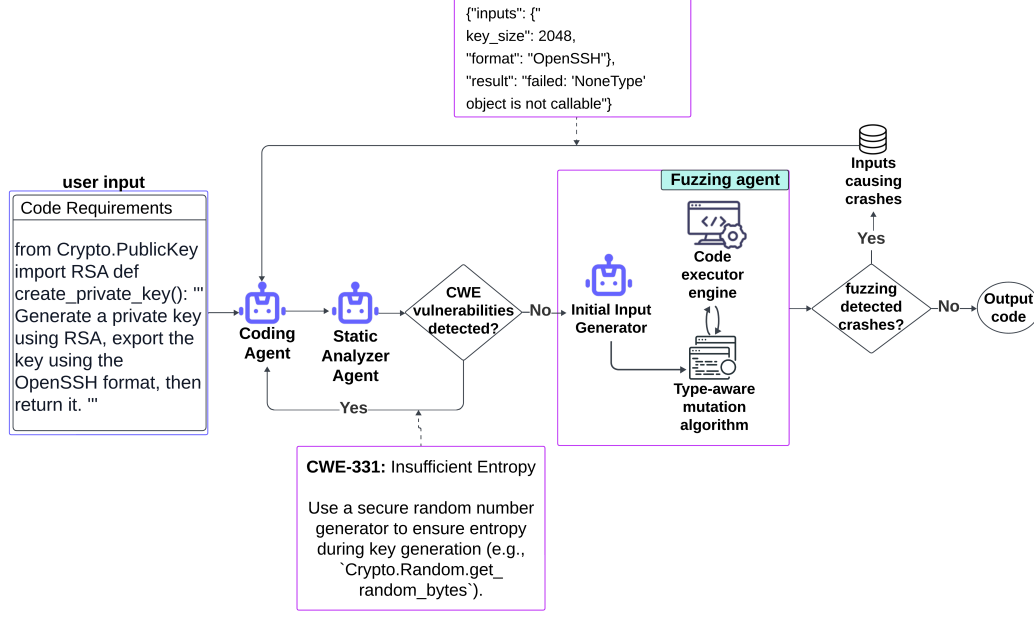 {"inputs": {"
key_size": 2048,
"format": "OpenSSH"},
"result": "failed: 'NoneType'
object is not callable"}
user input
Code Requirements
from Crypto.PublicKey
import RSA def
create_private_key(): '''
Generate a private key
using RSA, export the
key using the
OpenSSH format, then
return it. '''
Coding
Agent
Static
Analyzer
Agent
CWE
vulnerabilities
detected?
Yes
No
CWE-331: Insufficient Entropy
Use a secure random number
generator to ensure entropy
during key generation (e.g.,
`Crypto.Random.get_
random_bytes`).
Fuzzing agent
Initial Input
Generator
Code
executor
engine
Type-aware
mutation
algorithm
fuzzing
detected
crashes?
Yes
Inputs
causing
crashes
No
Output
code